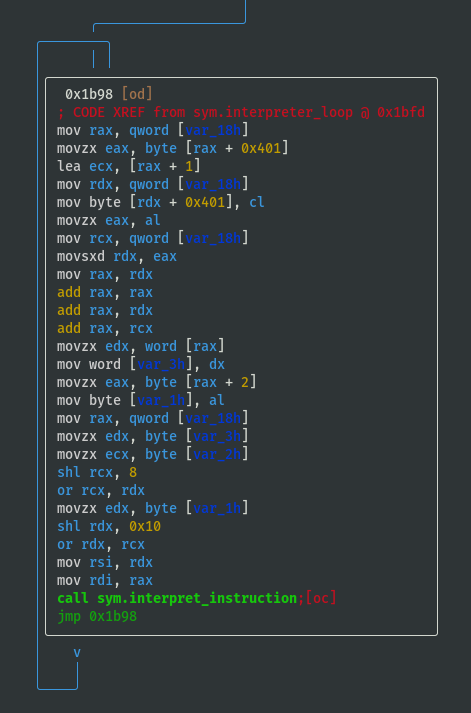 0x1b98 [od]
; CODE XREF from sym.interpreter_loop @ 0x1bfd
mov rax, qword [var_18h]
movzx eax, byte [rax + 0x401]
lea ecx, [rax + 1]
mov rdx, qword [var_18h]
mov byte [rdx + 0x401], cl
movzx eax, al
mov rcx, qword [var_18h]
movsxd rdx, eax
mov rax, rdx
add rax, rax
add rax, rdx
add rax, rcx
movzx edx, word [rax]
mov word [var_3h], dx
movzx eax, byte [rax + 2]
mov byte [var_1h], al
mov rax, qword [var_18h]
movzx edx, byte [var_3h]
movzx ecx, byte [var_2h]
shl rcx, 8
or rcx, rdx
movzx edx, byte [var_1h]
shl rdx, 0x10
or rdx, rcx
mov rsi, rdx
mov rdi, rax
call sym.interpret_instruction;[oc]
jmp 0x1b98
v